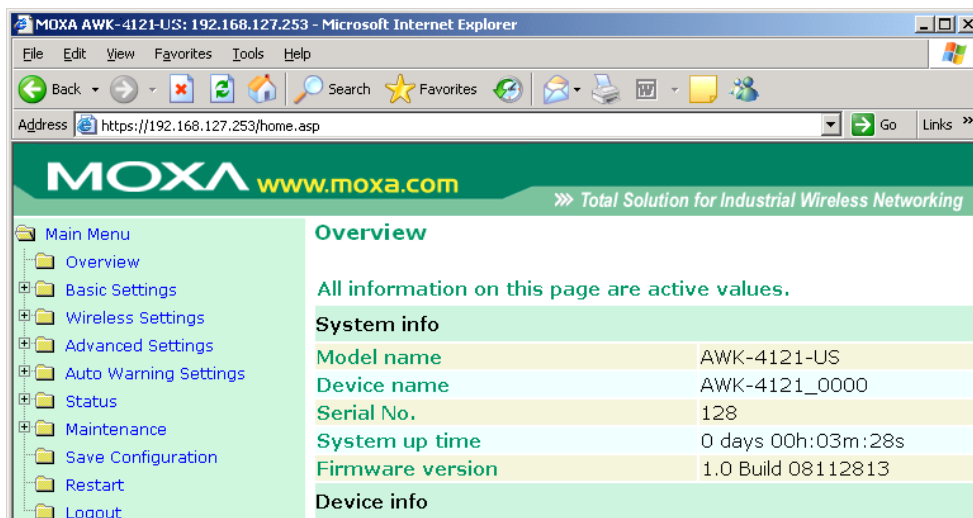 MOXA AWK-4121-US: 192.168.127.253 - Microsoft Internet Explorer
File Edit View Favorites Tools Help
Back Search Favorites
Address https://192.168.127.253/home.asp Go Links »
MOXA www.moxa.com
Total Solution for Industrial Wireless Networking
Main Menu
Overview
Basic Settings
Wireless Settings
Advanced Settings
Auto Warning Settings
Status
Maintenance
Save Configuration
Restart
Logout
Overview
All information on this page are active values.
System info
Model name AWK-4121-US
Device name AWK-4121_0000
Serial No. 128
System up time 0 days 00h:03m:28s
Firmware version 1.0 Build 08112813
Device info